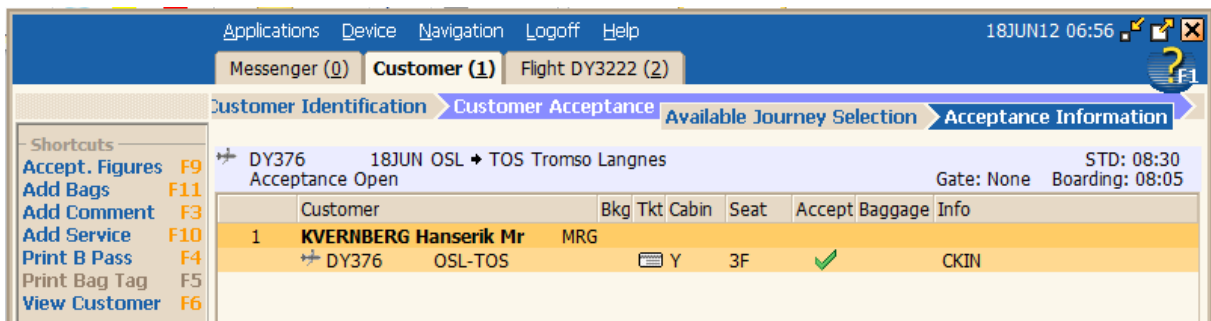 Applications Device Navigation Logoff Help 18JUN12 06:56
Messenger (0) Customer (1) Flight DY3222 (2)
F1
Customer Identification Customer Acceptance Available Journey Selection Acceptance Information
Shortcuts
Accept. Figures F9
Add Bags F11
Add Comment F3
Add Service F10
Print B Pass F4
Print Bag Tag F5
View Customer F6
DY376 18JUN OSL → TOS Tromso Langnes STD: 08:30
Acceptance Open Gate: None Boarding: 08:05
Customer Bkg Tkt Cabin Seat Accept Baggage Info
1 KVERNBERG Hanserik Mr MRG
DY376 OSL-TOS Y 3F CKIN